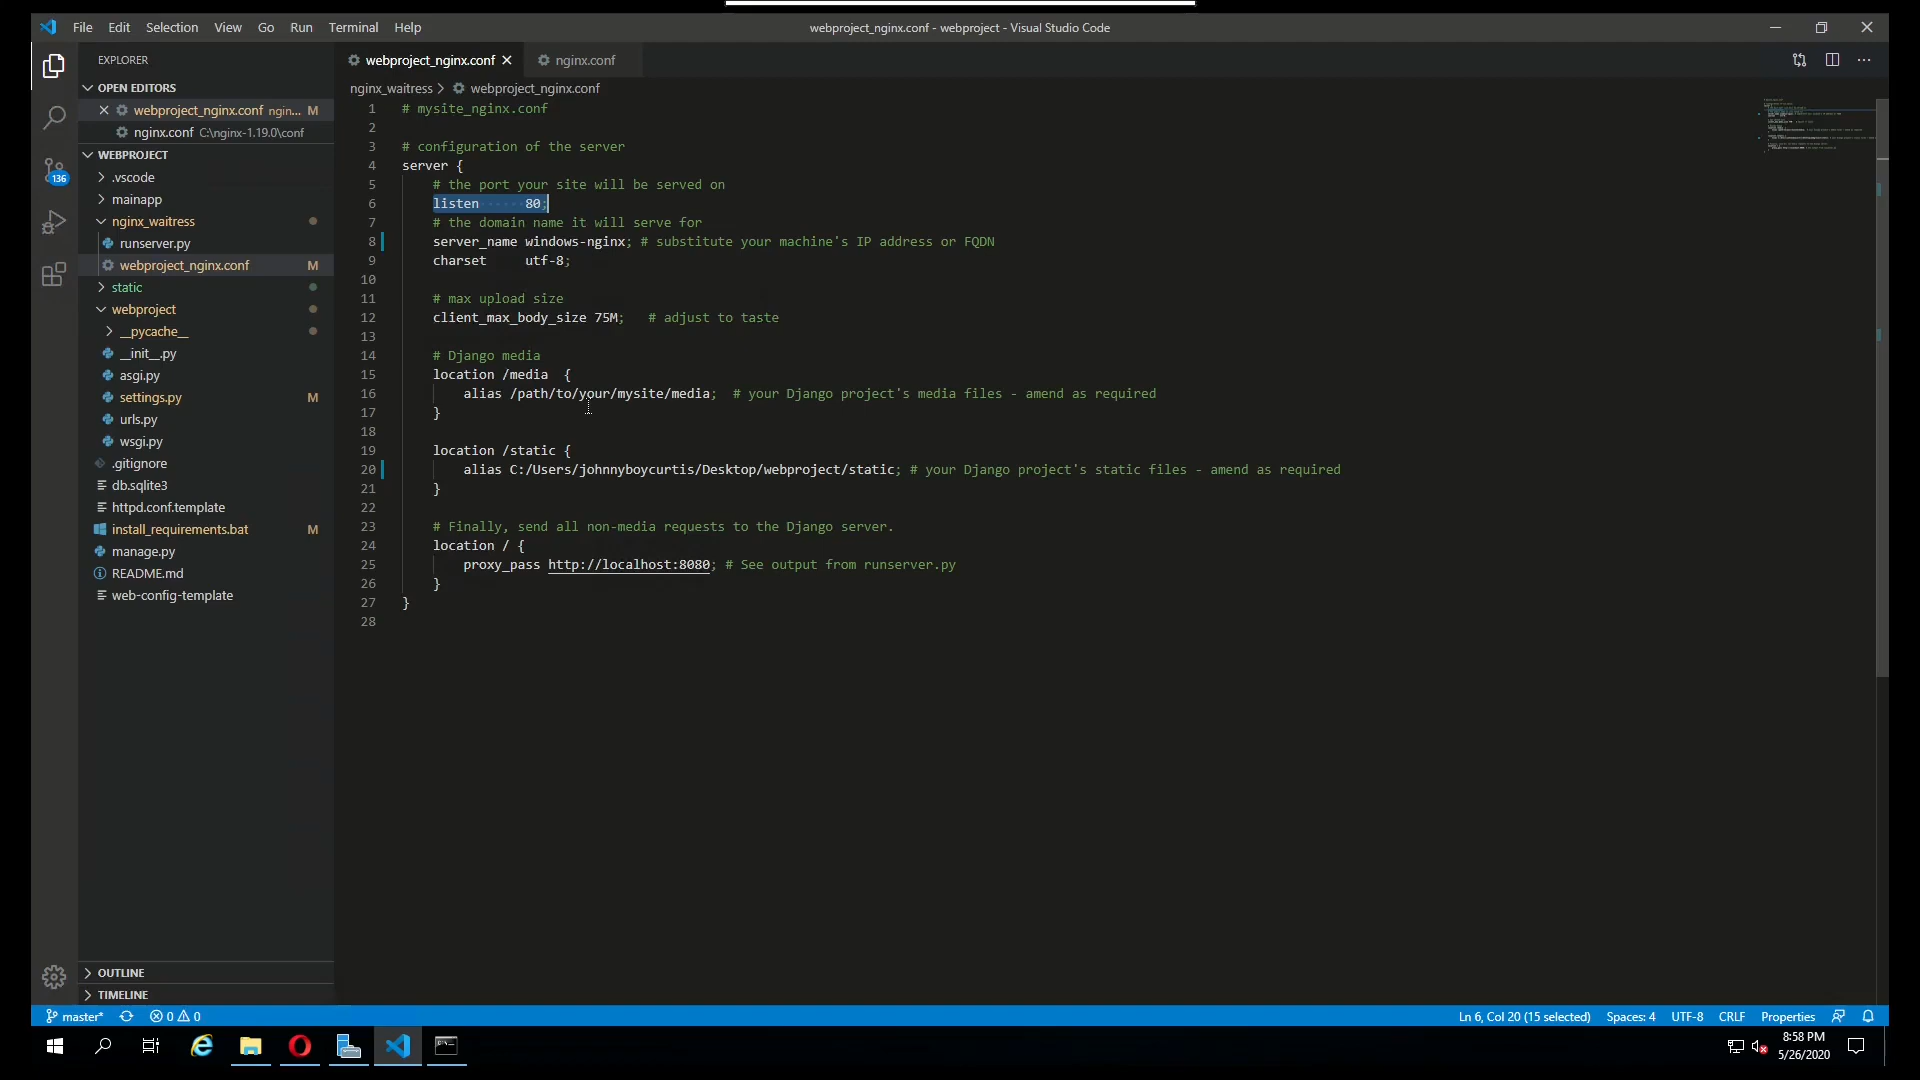 File Edit Selection View Go Run Terminal Help
webproject_nginx.conf - webproject - Visual Studio Code
EXPLORER
OPEN EDITORS
webproject_nginx.conf ngin... M
nginx.conf C:\nginx-1.19.0\conf
WEBPROJECT
.vscode
mainapp
nginx_waitress
runserver.py
webproject_nginx.conf M
static
webproject
__pycache__
__init__.py
asgi.py
settings.py M
urls.py
wsgi.py
.gitignore
db.sqlite3
httpd.conf.template
install_requirements.bat M
manage.py
README.md
web-config-template
OUTLINE
TIMELINE
136
webproject_nginx.conf
nginx.conf
nginx_waitress > webproject_nginx.conf
1 # mysite_nginx.conf
2
3 # configuration of the server
4 server {
5 # the port your site will be served on
6 listen 80;
7 # the domain name it will serve for
8 server_name windows-nginx; # substitute your machine's IP address or FQDN
9 charset utf-8;
10
11 # max upload size
12 client_max_body_size 75M; # adjust to taste
13
14 # Django media
15 location /media {
16 alias /path/to/your/mysite/media; # your Django project's media files - amend as required
17 }
18
19 location /static {
20 alias C:/Users/johnnyboycurtis/Desktop/webproject/static; # your Django project's static files - amend as required
21 }
22
23 # Finally, send all non-media requests to the Django server.
24 location / {
25 proxy_pass http://localhost:8080; # See output from runserver.py
26 }
27 }
28
master* 0 0
Ln 6, Col 20 (15 selected) Spaces: 4 UTF-8 CRLF Properties
8:58 PM
5/26/2020